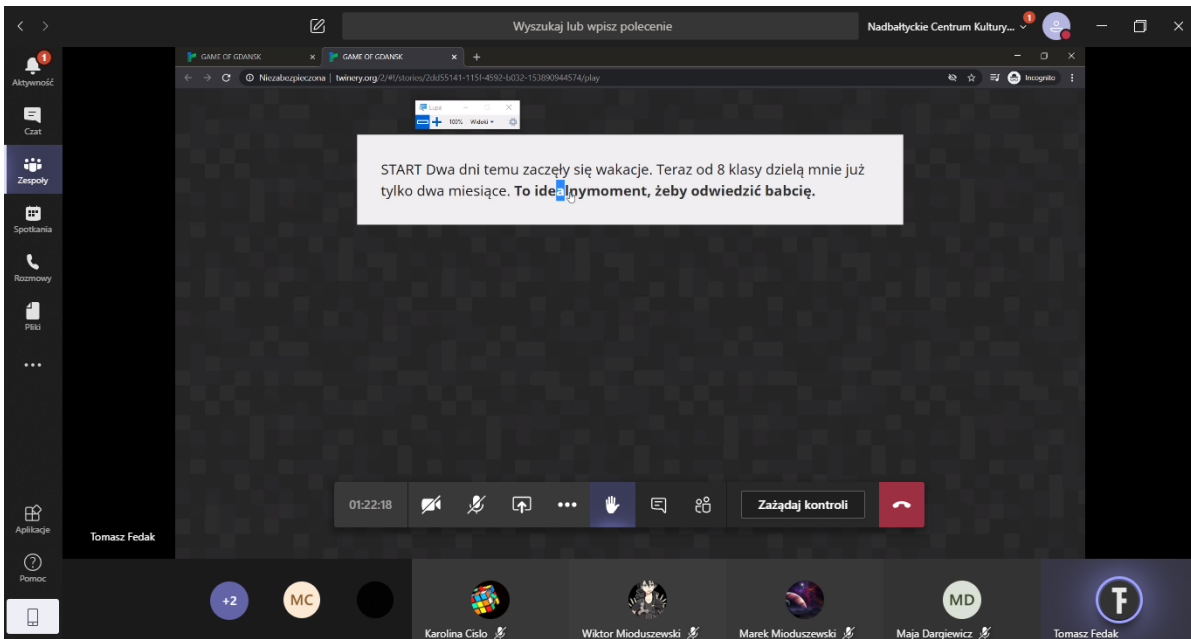 Wyszukaj lub wpisz polecenie
Nadbałtyckie Centrum Kultury...
1
1
Aktywność
Czat
Zespoły
Spotkania
Rozmowy
Pliki
Aplikacje
Pomoc
GAME OF GDANSK
GAME OF GDANSK
Niezabezpieczona | twinery.org/2/#!/stories/2dd55141-115f-4592-b032-153890944574/play
Incognito
Lupa
100% Widoki
START Dwa dni temu zaczęły się wakacje. Teraz od 8 klasy dzielą mnie już
tylko dwa miesiące. To idealnymoment, żeby odwiedzić babcię.
01:22:18
Zażądaj kontroli
Tomasz Fedak
+2
MC
MD
Karolina Cisło
Wiktor Mioduszewski
Marek Mioduszewski
Maja Dargiewicz
Tomasz Fedak